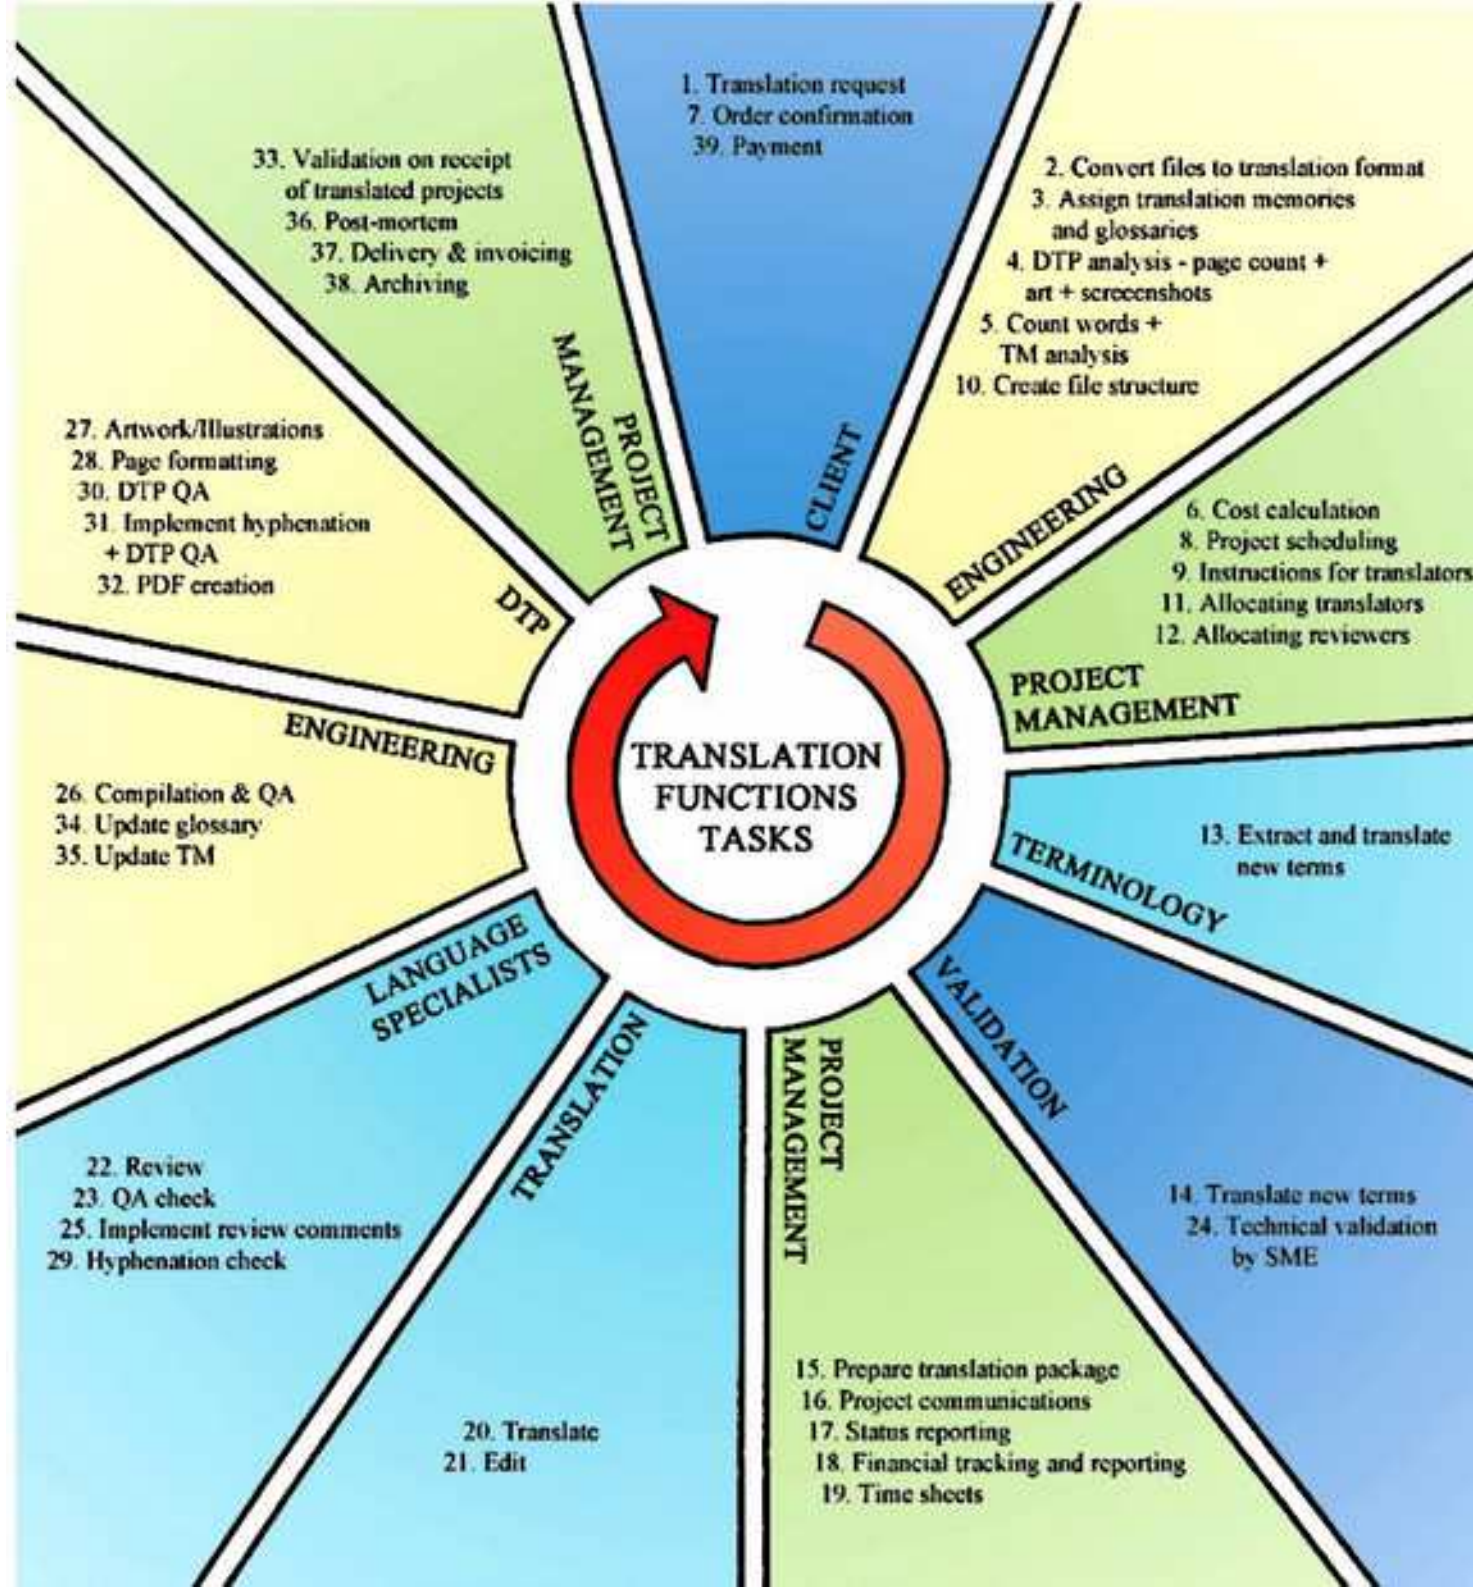 1. Translation request
7. Order confirmation
39. Payment
CLIENT
2. Convert files to translation format
3. Assign translation memories
and glossaries
4. DTP analysis - page count +
art + screeenshots
5. Count words +
TM analysis
10. Create file structure
ENGINEERING
6. Cost calculation
8. Project scheduling
9. Instructions for translators
11. Allocating translators
12. Allocating reviewers
PROJECT
MANAGEMENT
13. Extract and translate
new terms
TERMINOLOGY
VALIDATION
14. Translate new terms
24. Technical validation
by SME
PROJECT
MANAGEMENT
15. Prepare translation package
16. Project communications
17. Status reporting
18. Financial tracking and reporting
19. Time sheets
TRANSLATION
20. Translate
21. Edit
LANGUAGE
SPECIALISTS
22. Review
23. QA check
25. Implement review comments
29. Hyphenation check
ENGINEERING
26. Compilation & QA
34. Update glossary
35. Update TM
27. Artwork/Illustrations
28. Page formatting
30. DTP QA
31. Implement hyphenation
+ DTP QA
32. PDF creation
DTP
33. Validation on receipt
of translated projects
36. Post-mortem
37. Delivery & invoicing
38. Archiving
PROJECT
MANAGEMENT
TRANSLATION
FUNCTIONS
TASKS